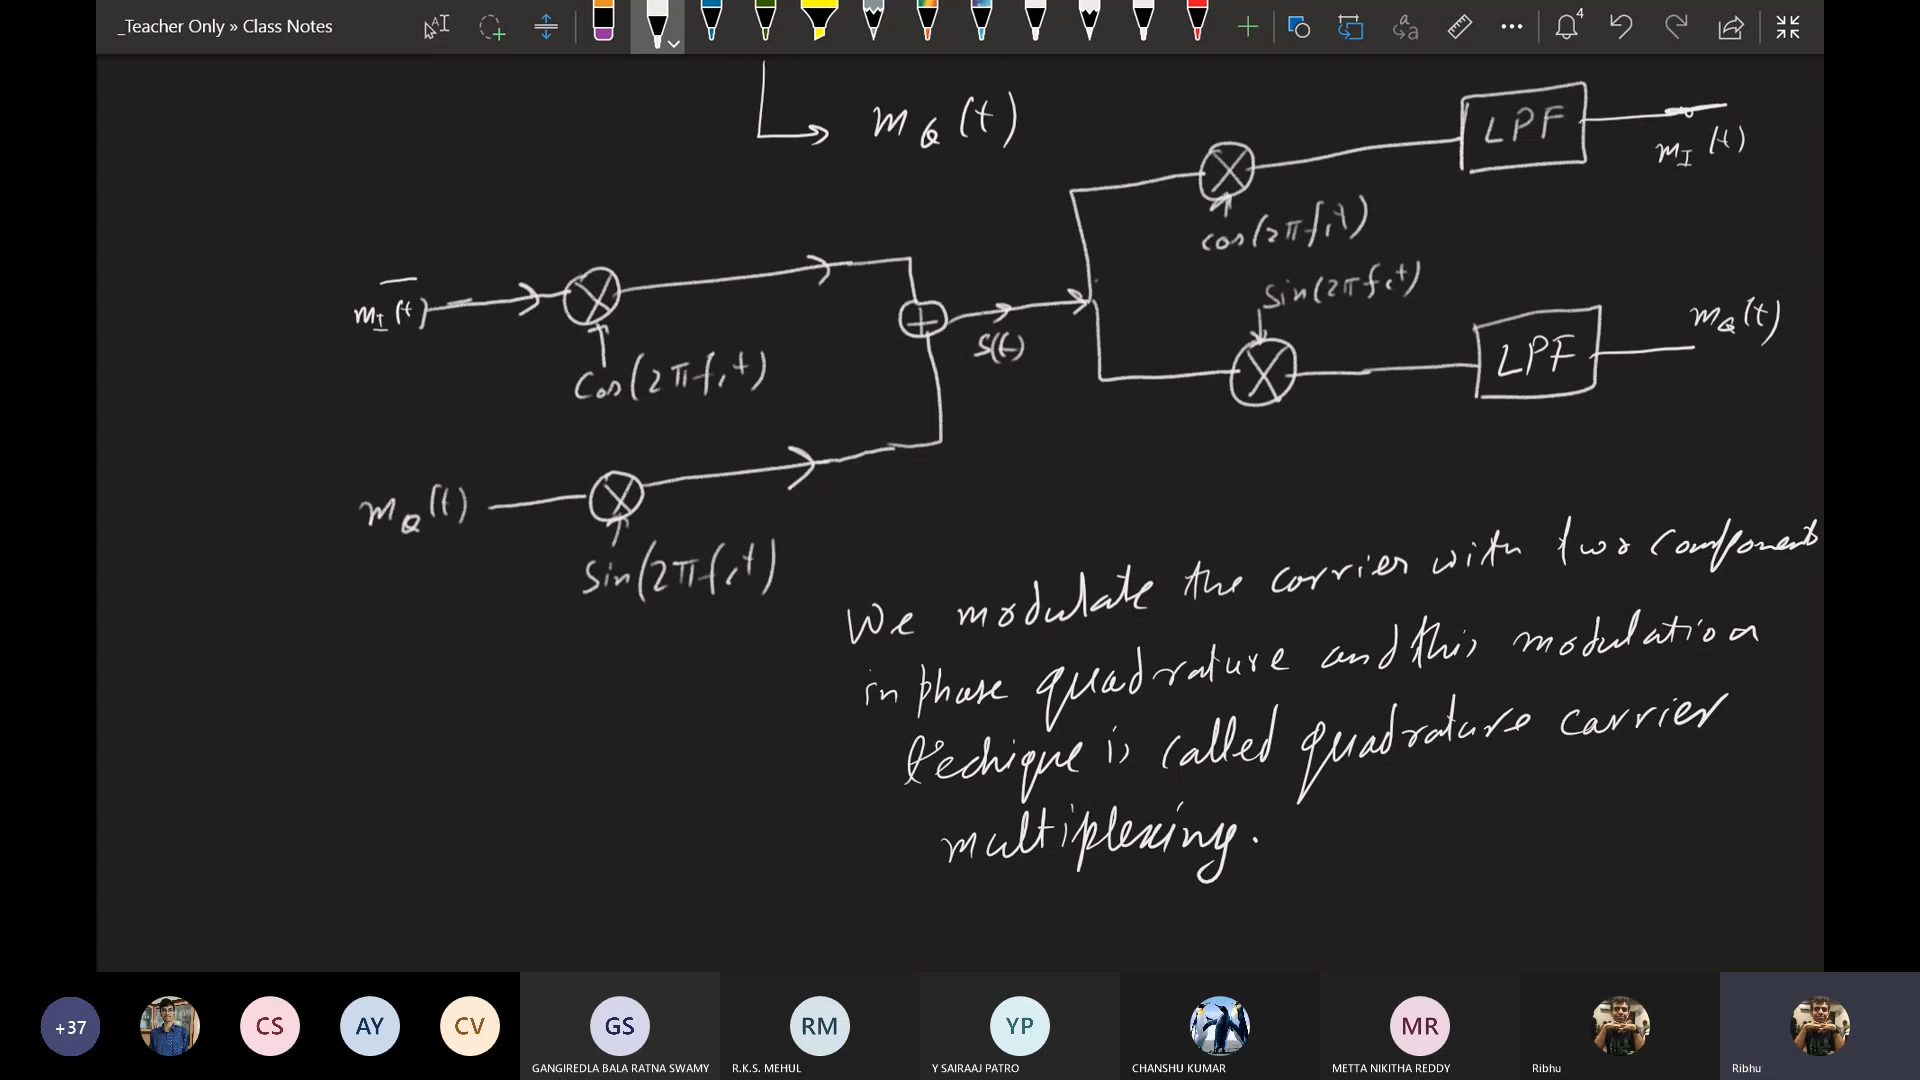 _Teacher Only » Class Notes
4
m_Q(t)
LPF
m_I(t)
cos(2πf_ct)
sin(2πf_ct)
m_I(t)
S(t)
LPF
m_Q(t)
Cos(2πf_ct)
m_Q(t)
Sin(2πf_ct)
We modulate the carrier with two components
in phase quadrature and this modulation
techique is called quadrature carrier
multiplexing.
+37
CS
AY
CV
GS
RM
YP
MR
GANGIREDLA BALA RATNA SWAMY
R.K.S. MEHUL
Y SAIRAAJ PATRO
CHANSHU KUMAR
METTA NIKITHA REDDY
Ribhu
Ribhu